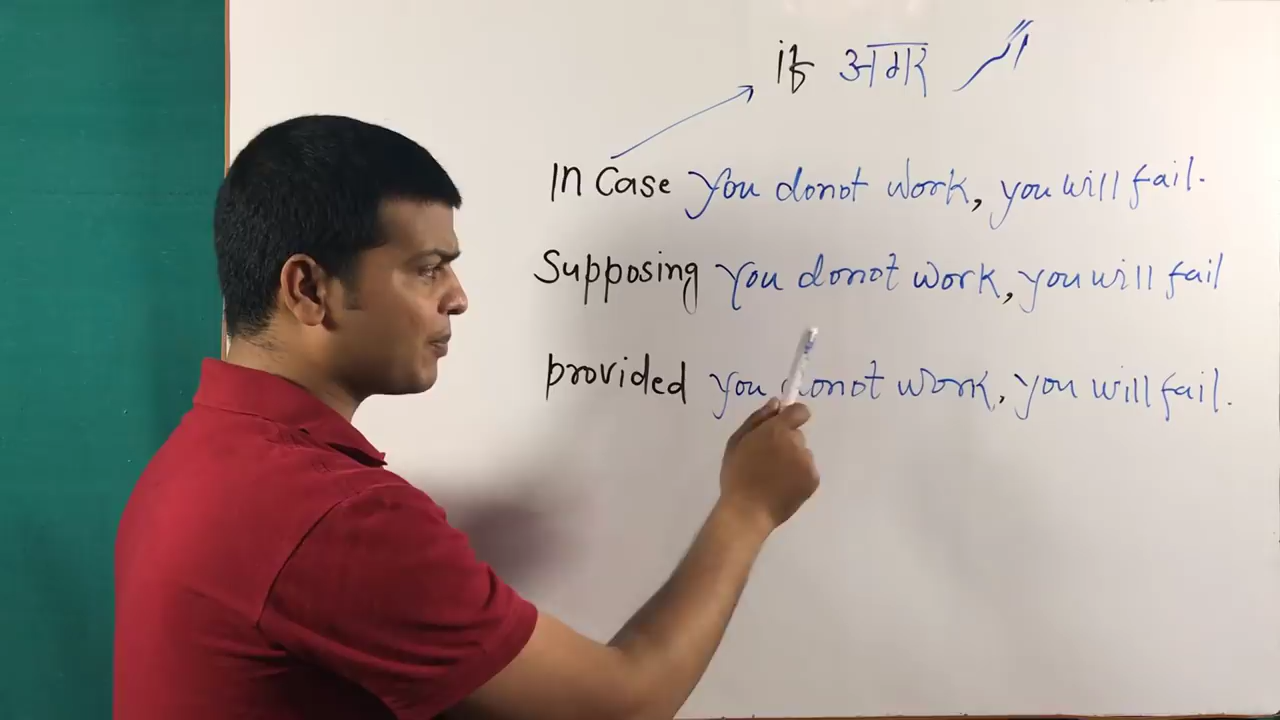 if अगर
In Case you donot work, you will fail.
Supposing you donot work, you will fail
provided you donot work, you will fail.